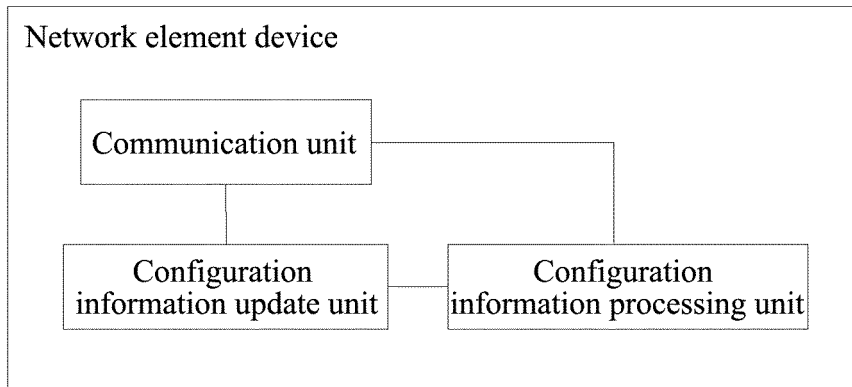 Network element device
Communication unit
Configuration
information update unit
Configuration
information processing unit